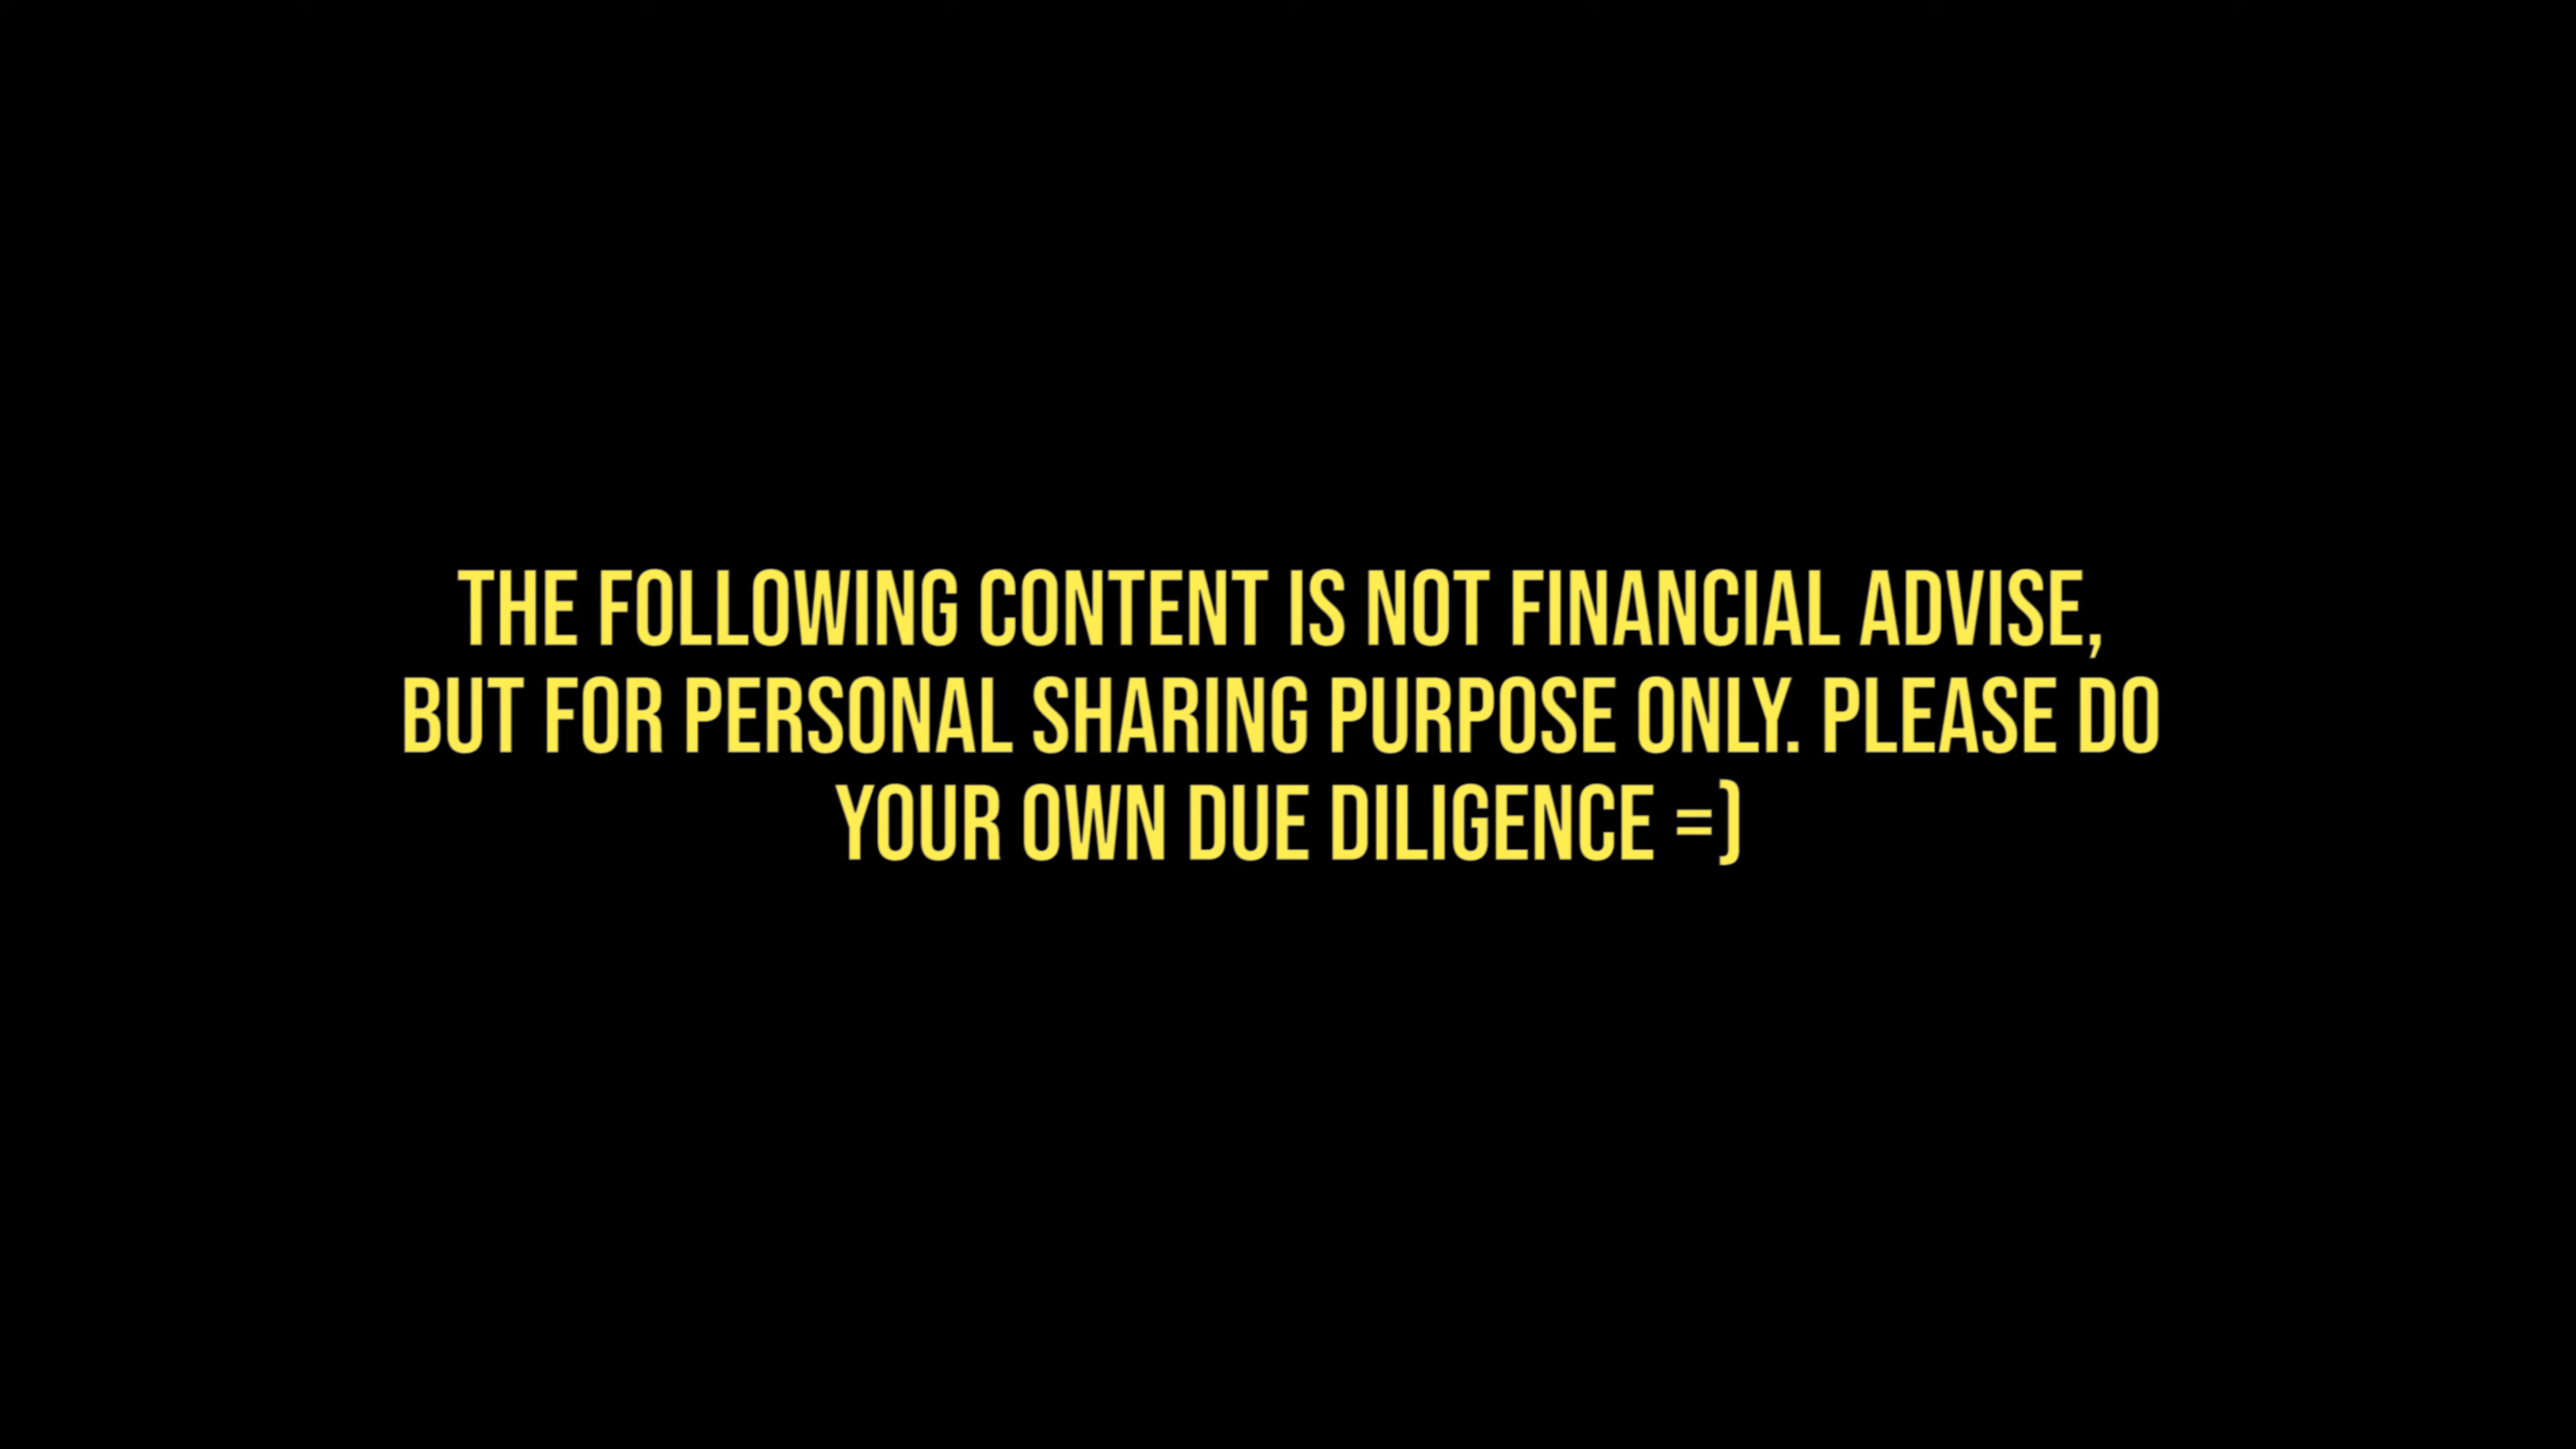 THE FOLLOWING CONTENT IS NOT FINANCIAL ADVISE,
BUT FOR PERSONAL SHARING PURPOSE ONLY. PLEASE DO
YOUR OWN DUE DILIGENCE =)